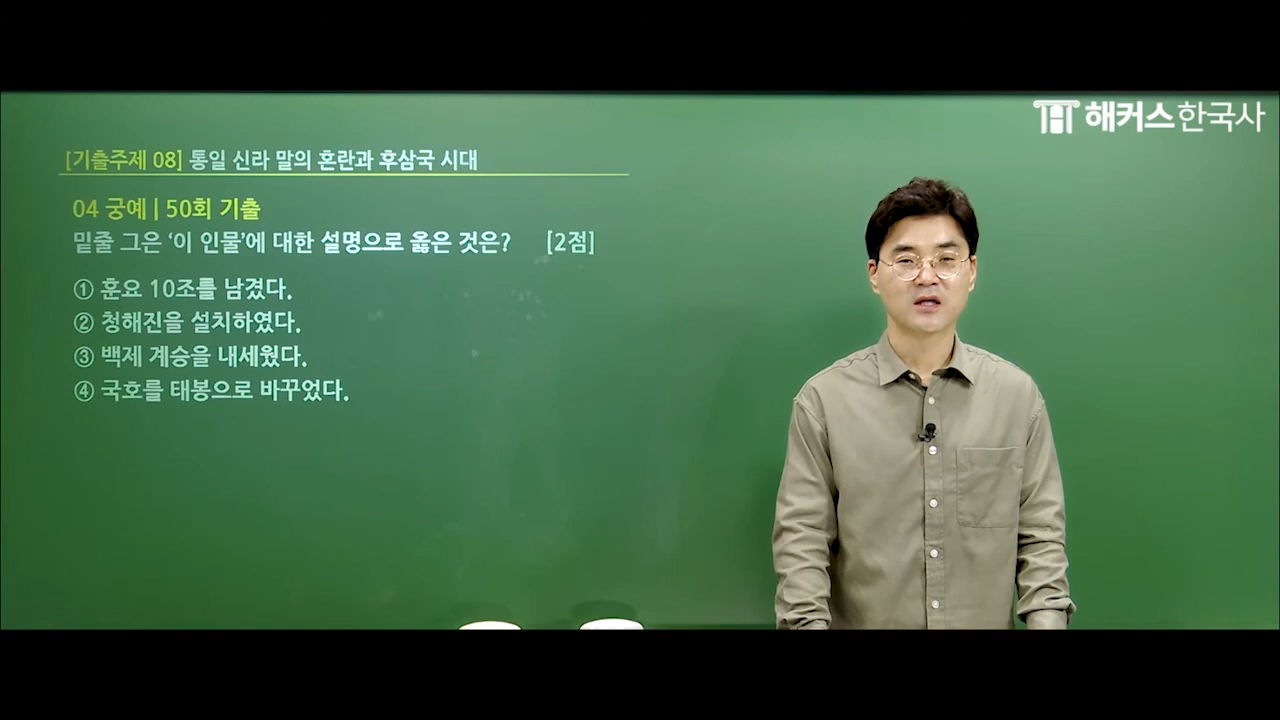 해커스한국사
[기출주제 08] 통일 신라 말의 혼란과 후삼국 시대
04 궁예 | 50회 기출
밑줄 그은 ‘이 인물’에 대한 설명으로 옳은 것은? [2점]
① 훈요 10조를 남겼다.
② 청해진을 설치하였다.
③ 백제 계승을 내세웠다.
④ 국호를 태봉으로 바꾸었다.